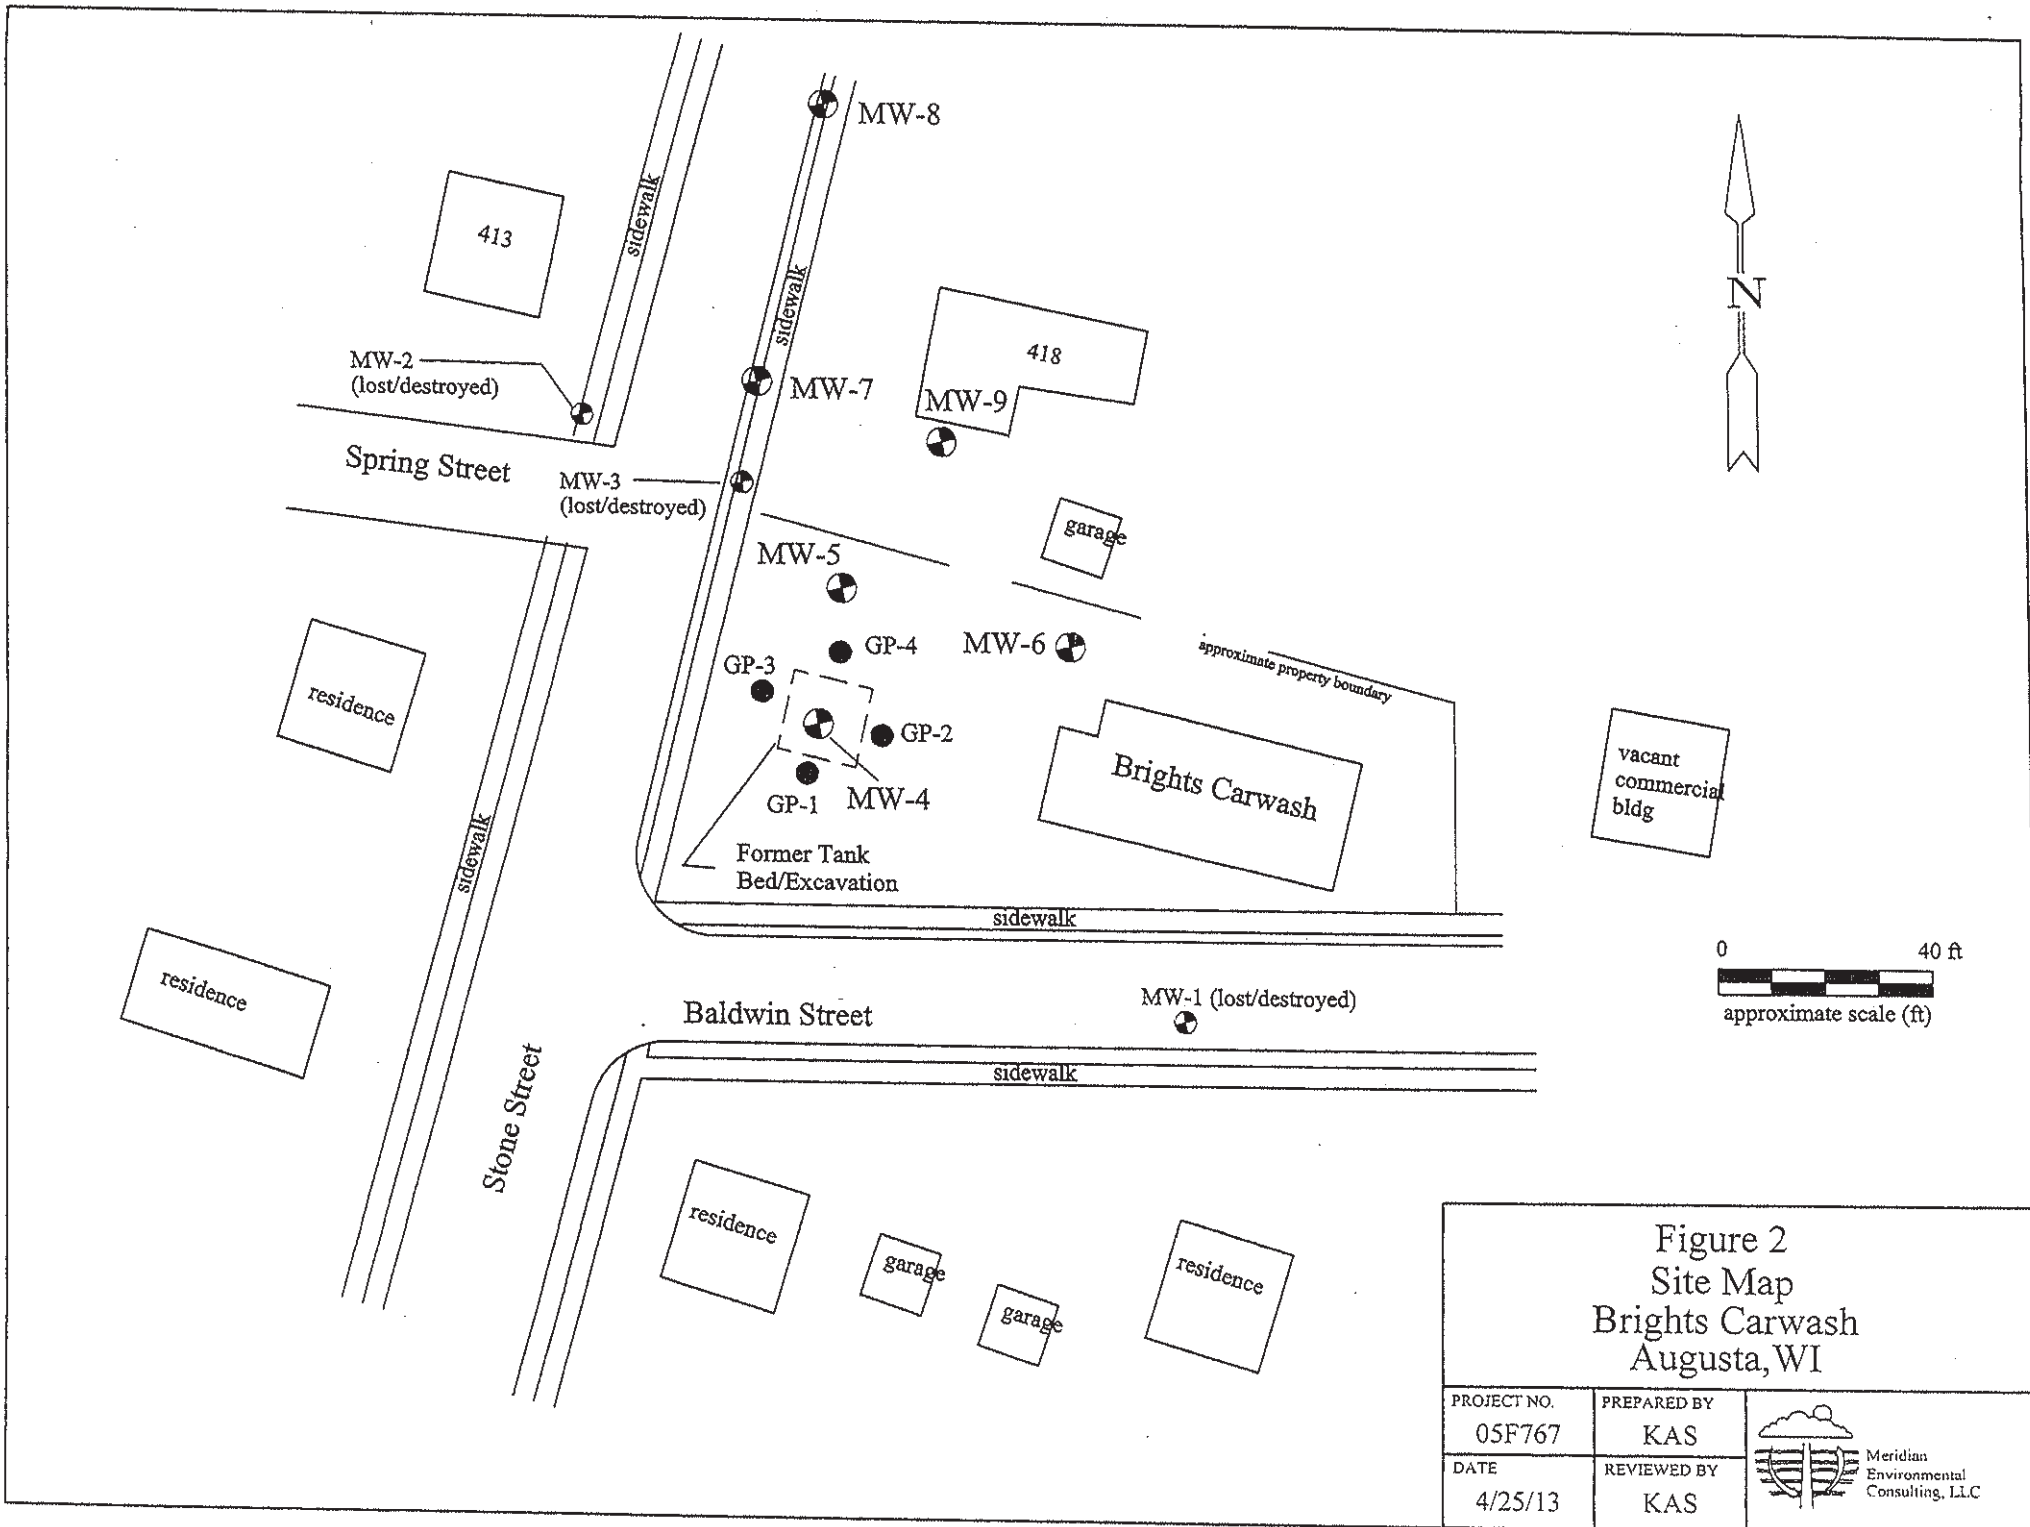 MW-8
sidewalk
413
sidewalk
N
418
MW-2
(lost/destroyed)
MW-7
MW-9
Spring Street
MW-3
(lost/destroyed)
garage
MW-5
GP-4
MW-6
approximate property boundary
GP-3
residence
GP-2
Brights Carwash
vacant
commercial
bldg
GP-1
MW-4
sidewalk
Former Tank
Bed/Excavation
sidewalk
0
40 ft
approximate scale (ft)
residence
MW-1 (lost/destroyed)
Baldwin Street
sidewalk
Stone Street
residence
garage
garage
residence
Figure 2
Site Map
Brights Carwash
Augusta,WI
PROJECT NO.
05F767
PREPARED BY
KAS
DATE
4/25/13
REVIEWED BY
KAS
Meridian
Environmental
Consulting, LLC